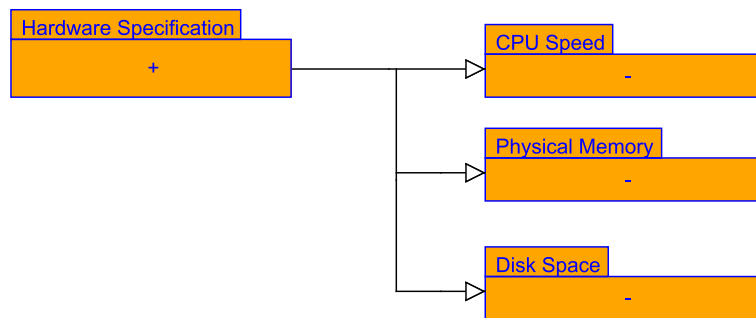 Hardware Specification
+
CPU Speed
-
Physical Memory
-
Disk Space
-